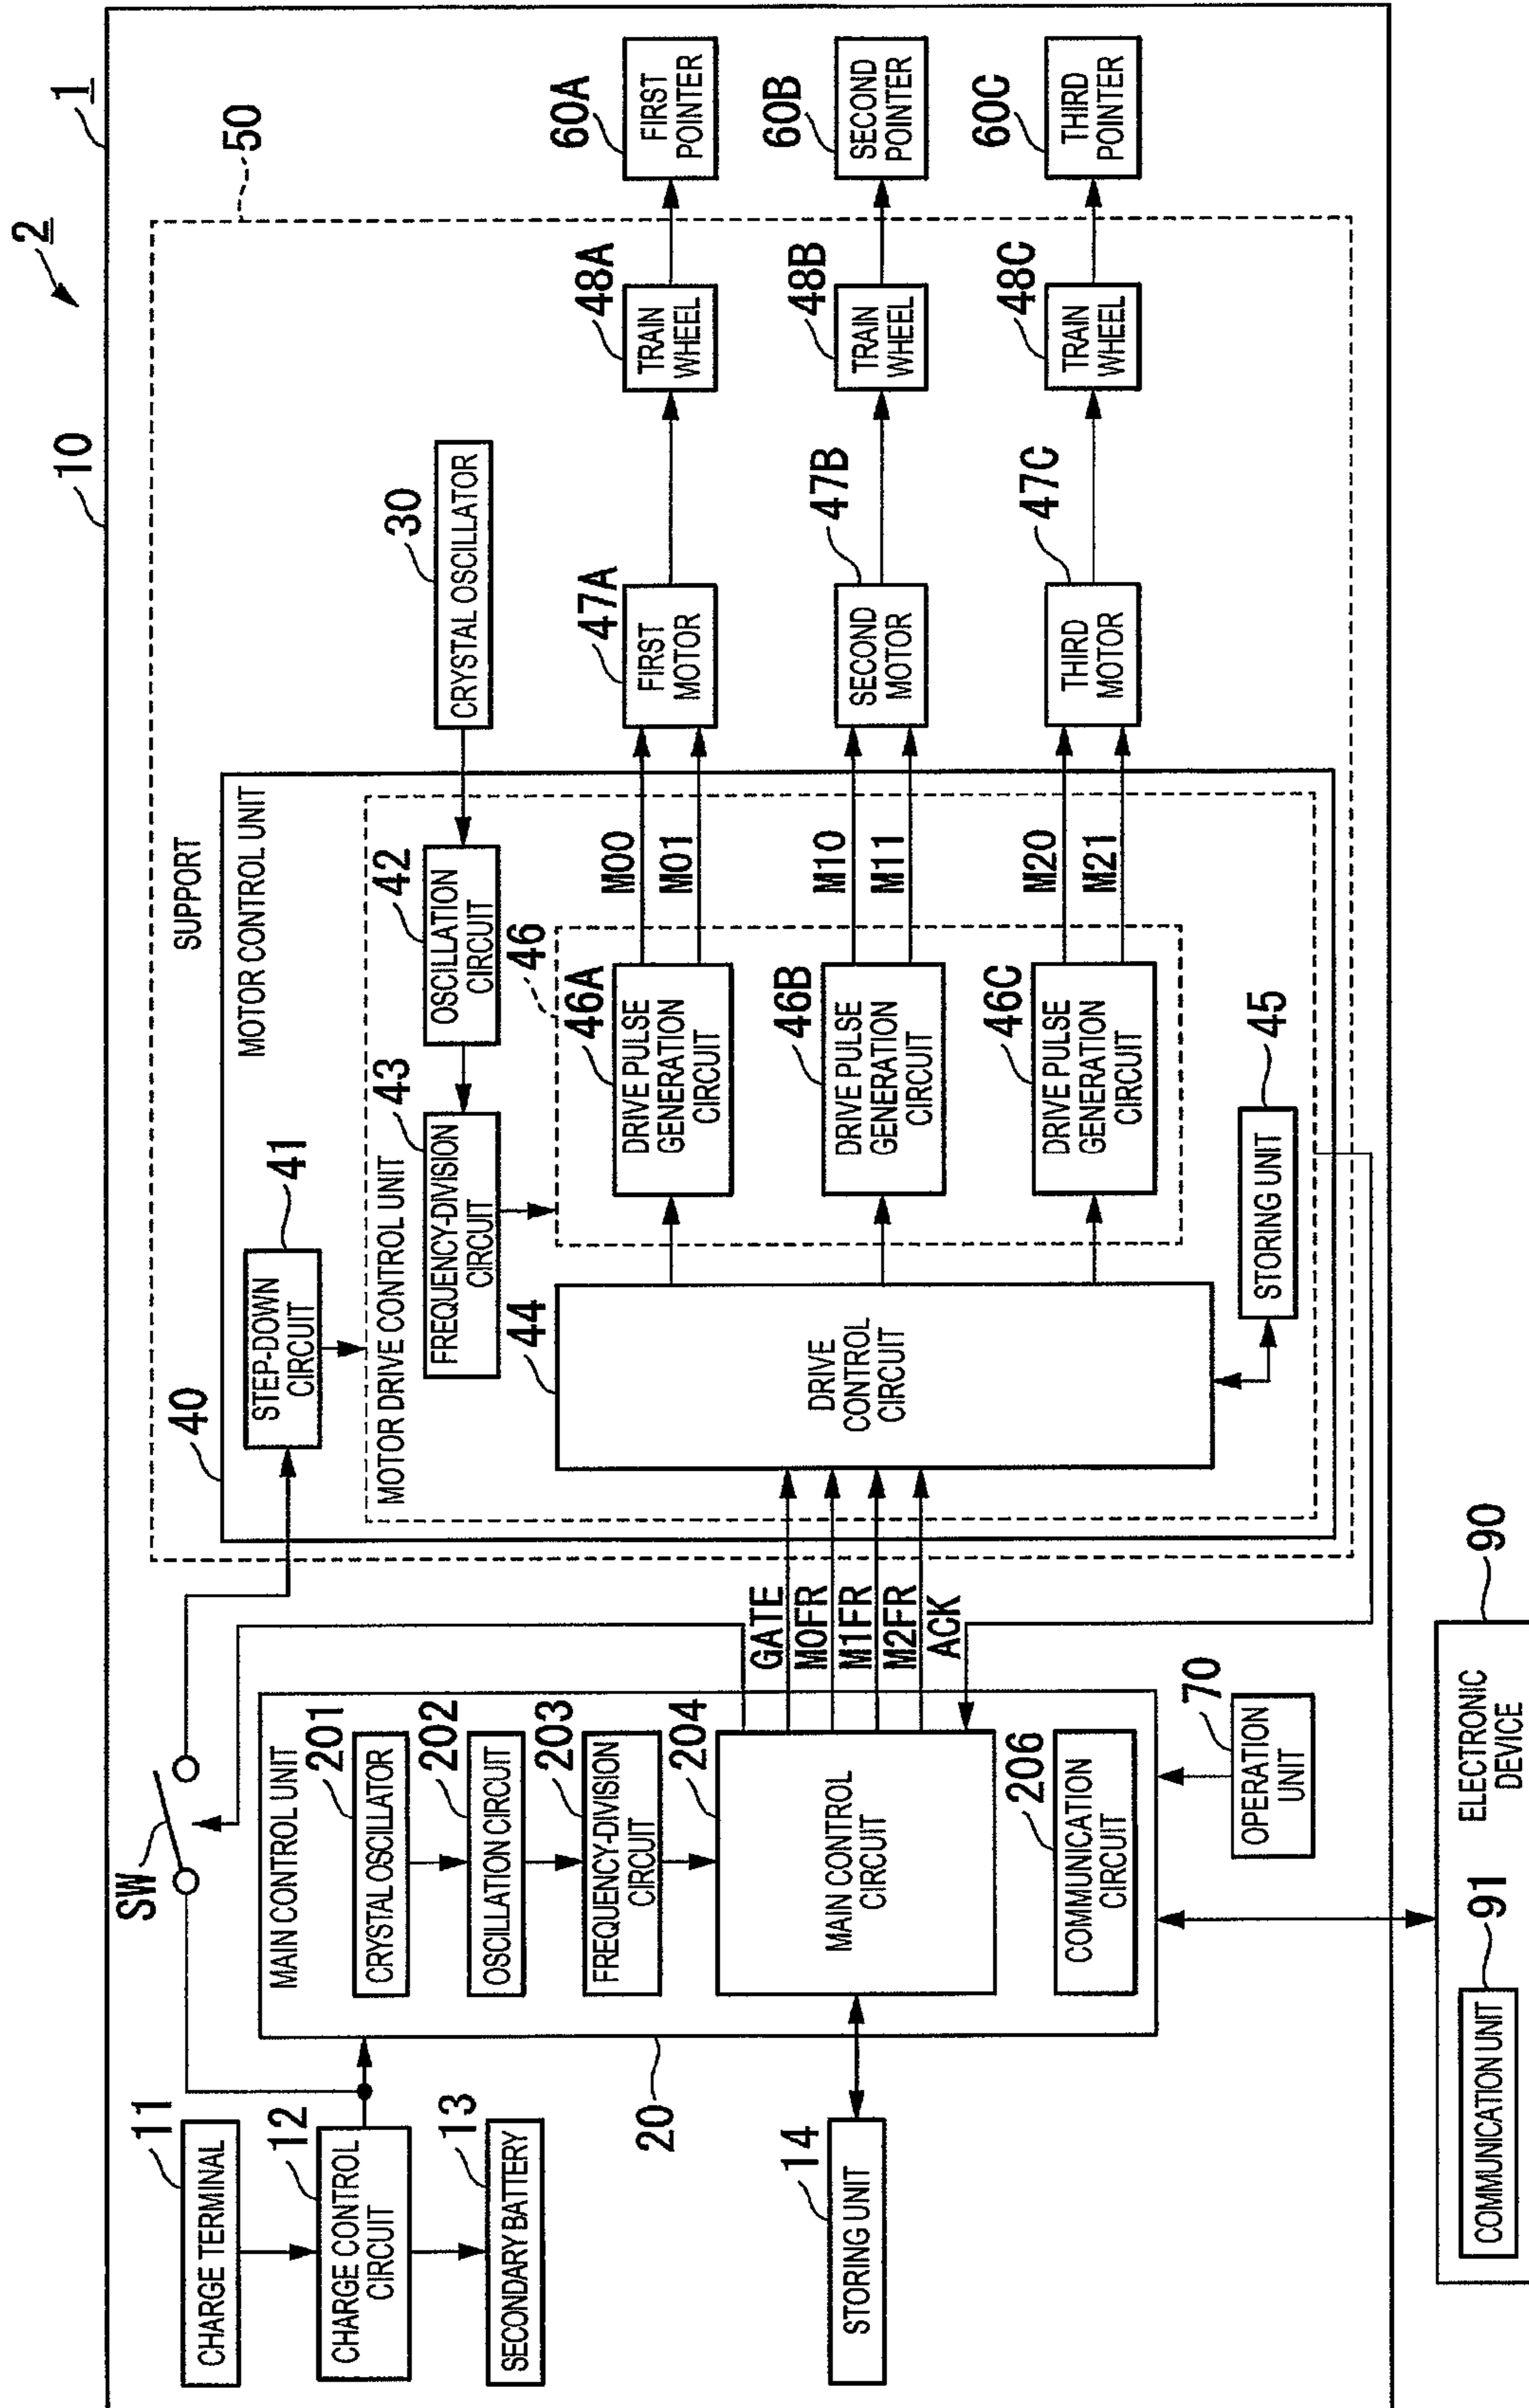 2
1
10
50
SUPPORT
MOTOR CONTROL UNIT
40
STEP-DOWN
CIRCUIT
41
MOTOR DRIVE CONTROL UNIT
FREQUENCY-DIVISION
CIRCUIT
43
OSCILLATION
CIRCUIT
42
CRYSTAL OSCILLATOR
30
DRIVE
CONTROL
CIRCUIT
44
46
DRIVE PULSE
GENERATION
CIRCUIT
46A
DRIVE PULSE
GENERATION
CIRCUIT
46B
DRIVE PULSE
GENERATION
CIRCUIT
46C
STORING UNIT
45
M00
M01
M10
M11
M20
M21
FIRST
MOTOR
47A
SECOND
MOTOR
47B
THIRD
MOTOR
47C
TRAIN
WHEEL
48A
TRAIN
WHEEL
48B
TRAIN
WHEEL
48C
FIRST
POINTER
60A
SECOND
POINTER
60B
THIRD
POINTER
60C
SW
CHARGE TERMINAL
11
CHARGE CONTROL
CIRCUIT
12
SECONDARY BATTERY
13
STORING UNIT
14
20
MAIN CONTROL UNIT
CRYSTAL OSCILLATOR
201
OSCILLATION CIRCUIT
202
FREQUENCY-DIVISION
CIRCUIT
203
MAIN CONTROL
CIRCUIT
204
COMMUNICATION
CIRCUIT
206
GATE
M0FR
M1FR
M2FR
ACK
OPERATION
UNIT
70
ELECTRONIC
DEVICE
90
COMMUNICATION UNIT
91